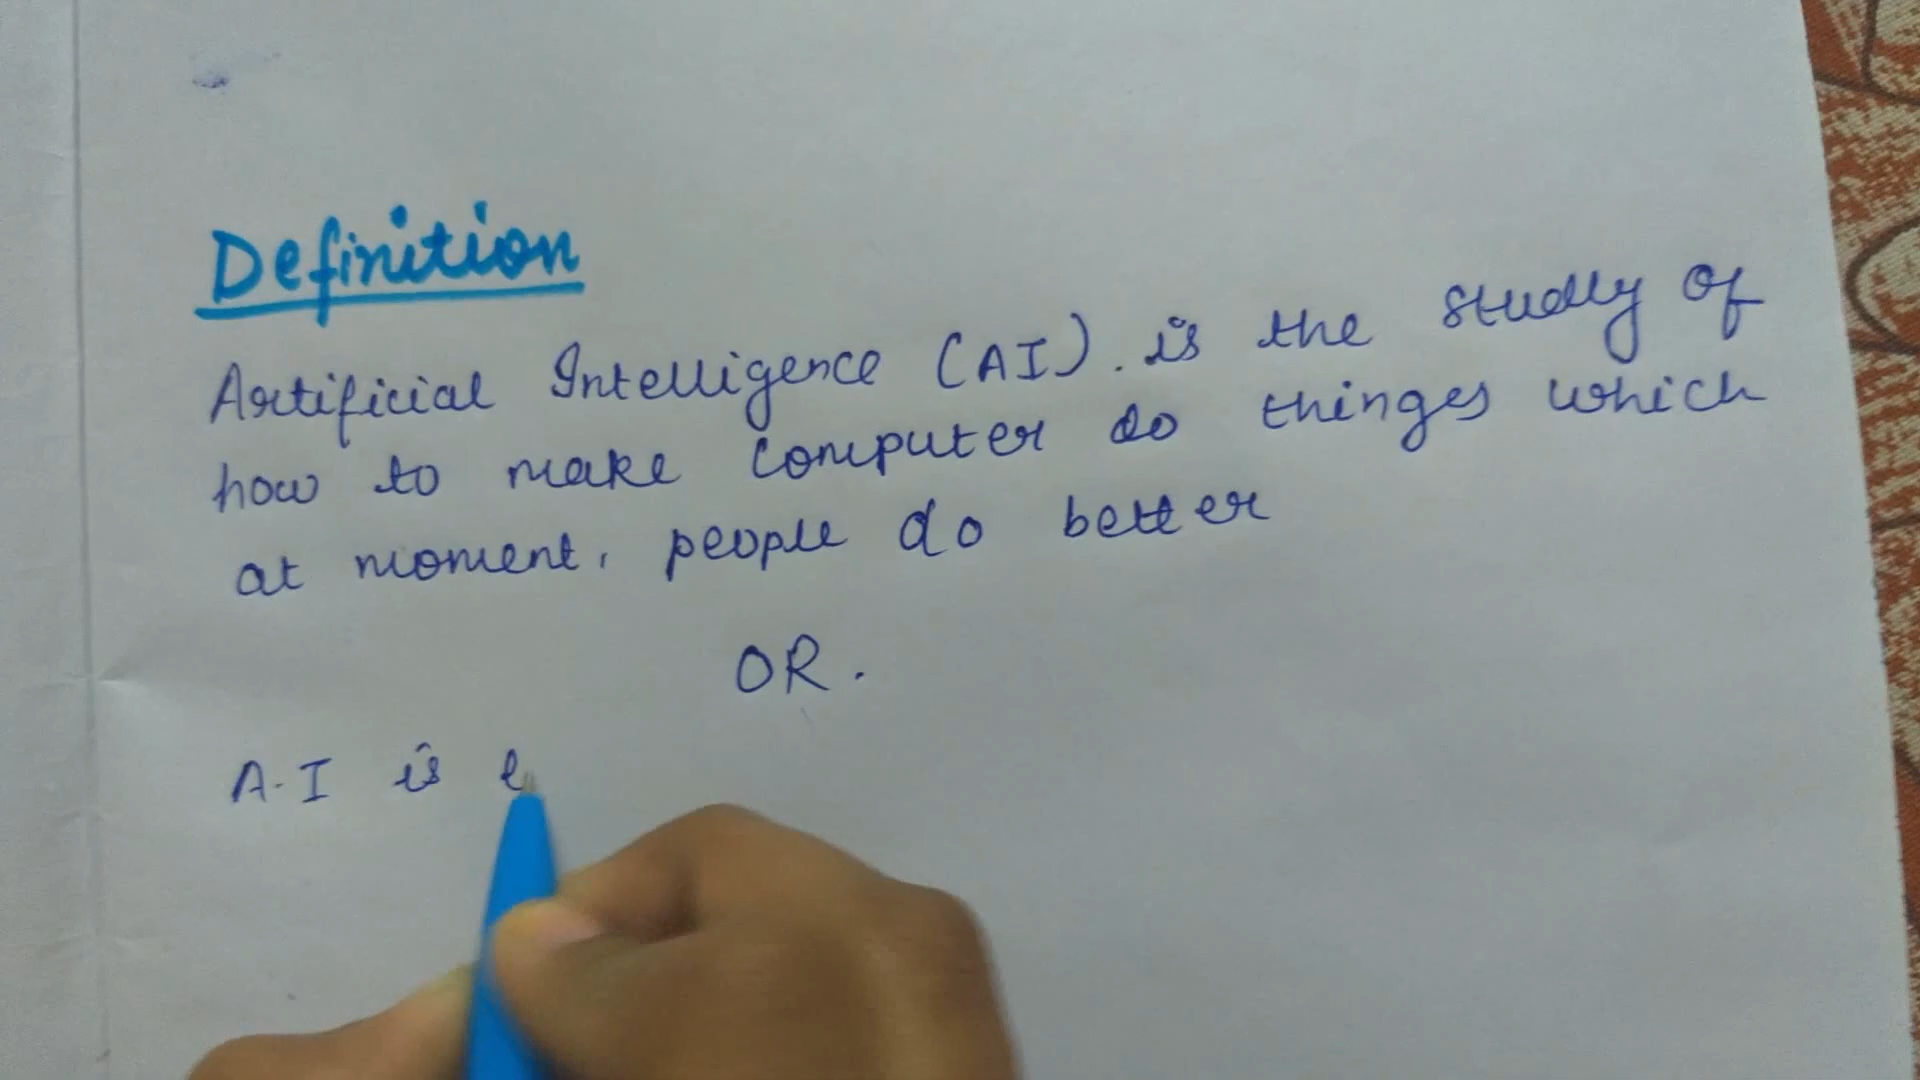 Definition
Artificial Intelligence (AI). is the study of
how to make computer do thinges which
at moment, people do better
OR.
A.I is